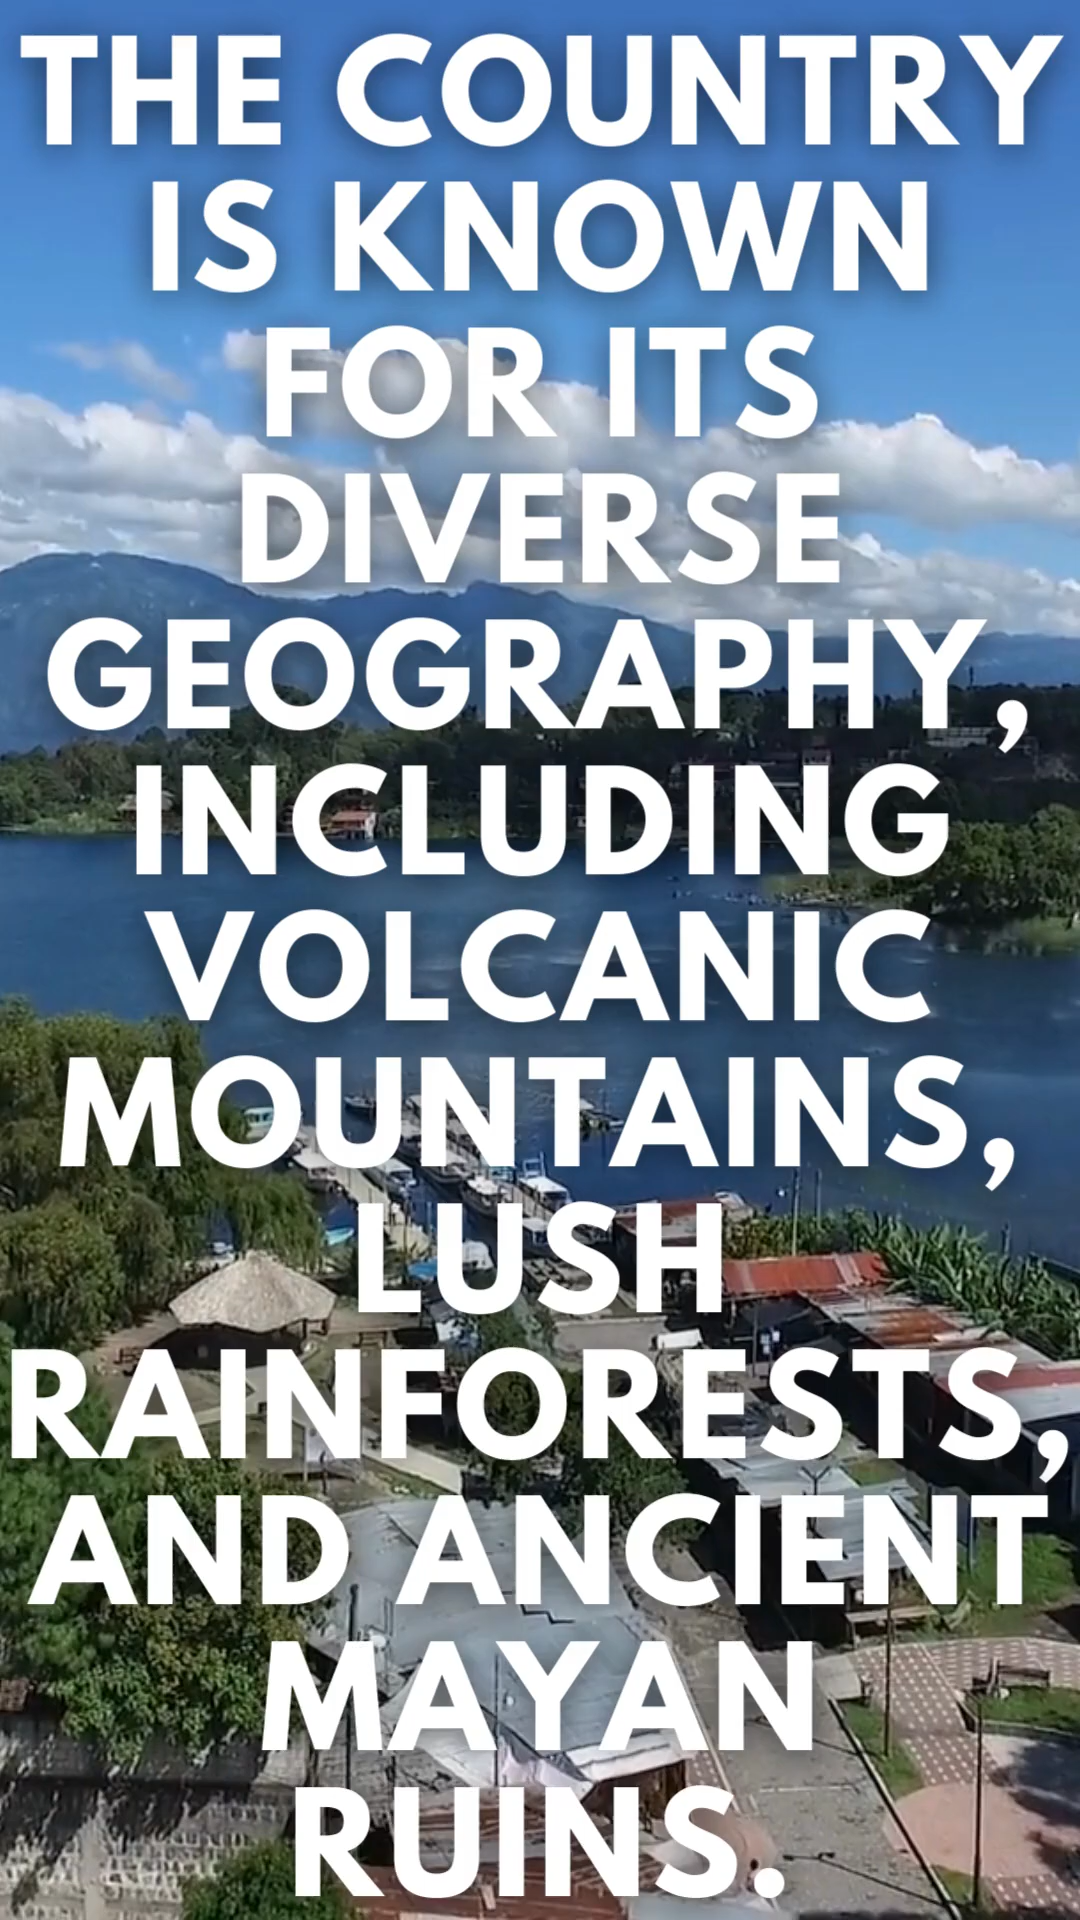 THE COUNTRY
IS KNOWN
FOR ITS
DIVERSE
GEOGRAPHY,
INCLUDING
VOLCANIC
MOUNTAINS,
LUSH
RAINFORESTS,
AND ANCIENT
MAYAN
RUINS.